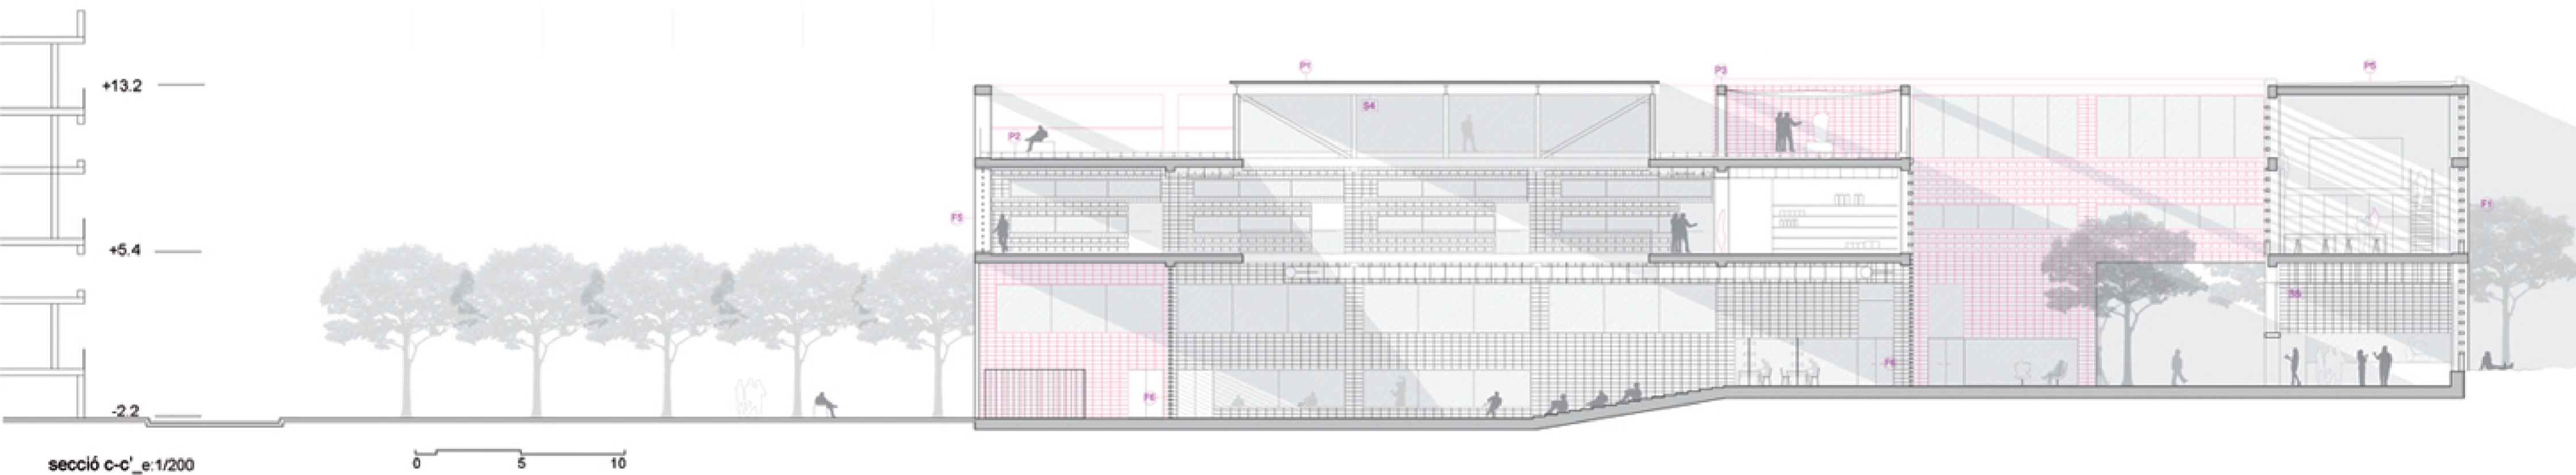 P1
P3
P5
+13.2
S4
P2
F5
F1
+5.4
S5
F6
F6
-2.2
secció c-c'_e:1/200
0 5 10